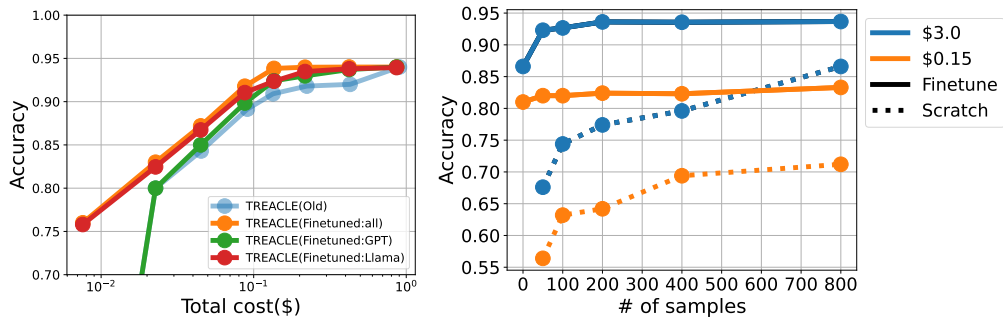 1.00
0.95
0.90
0.85
0.80
0.75
0.70
Accuracy
10⁻²
10⁻¹
10⁰
Total cost($)
TREACLE(Old)
TREACLE(Finetuned:all)
TREACLE(Finetuned:GPT)
TREACLE(Finetuned:Llama)
0.95
0.90
0.85
0.80
0.75
0.70
0.65
0.60
0.55
Accuracy
0 100 200 300 400 500 600 700 800
# of samples
$3.0
$0.15
Finetune
Scratch